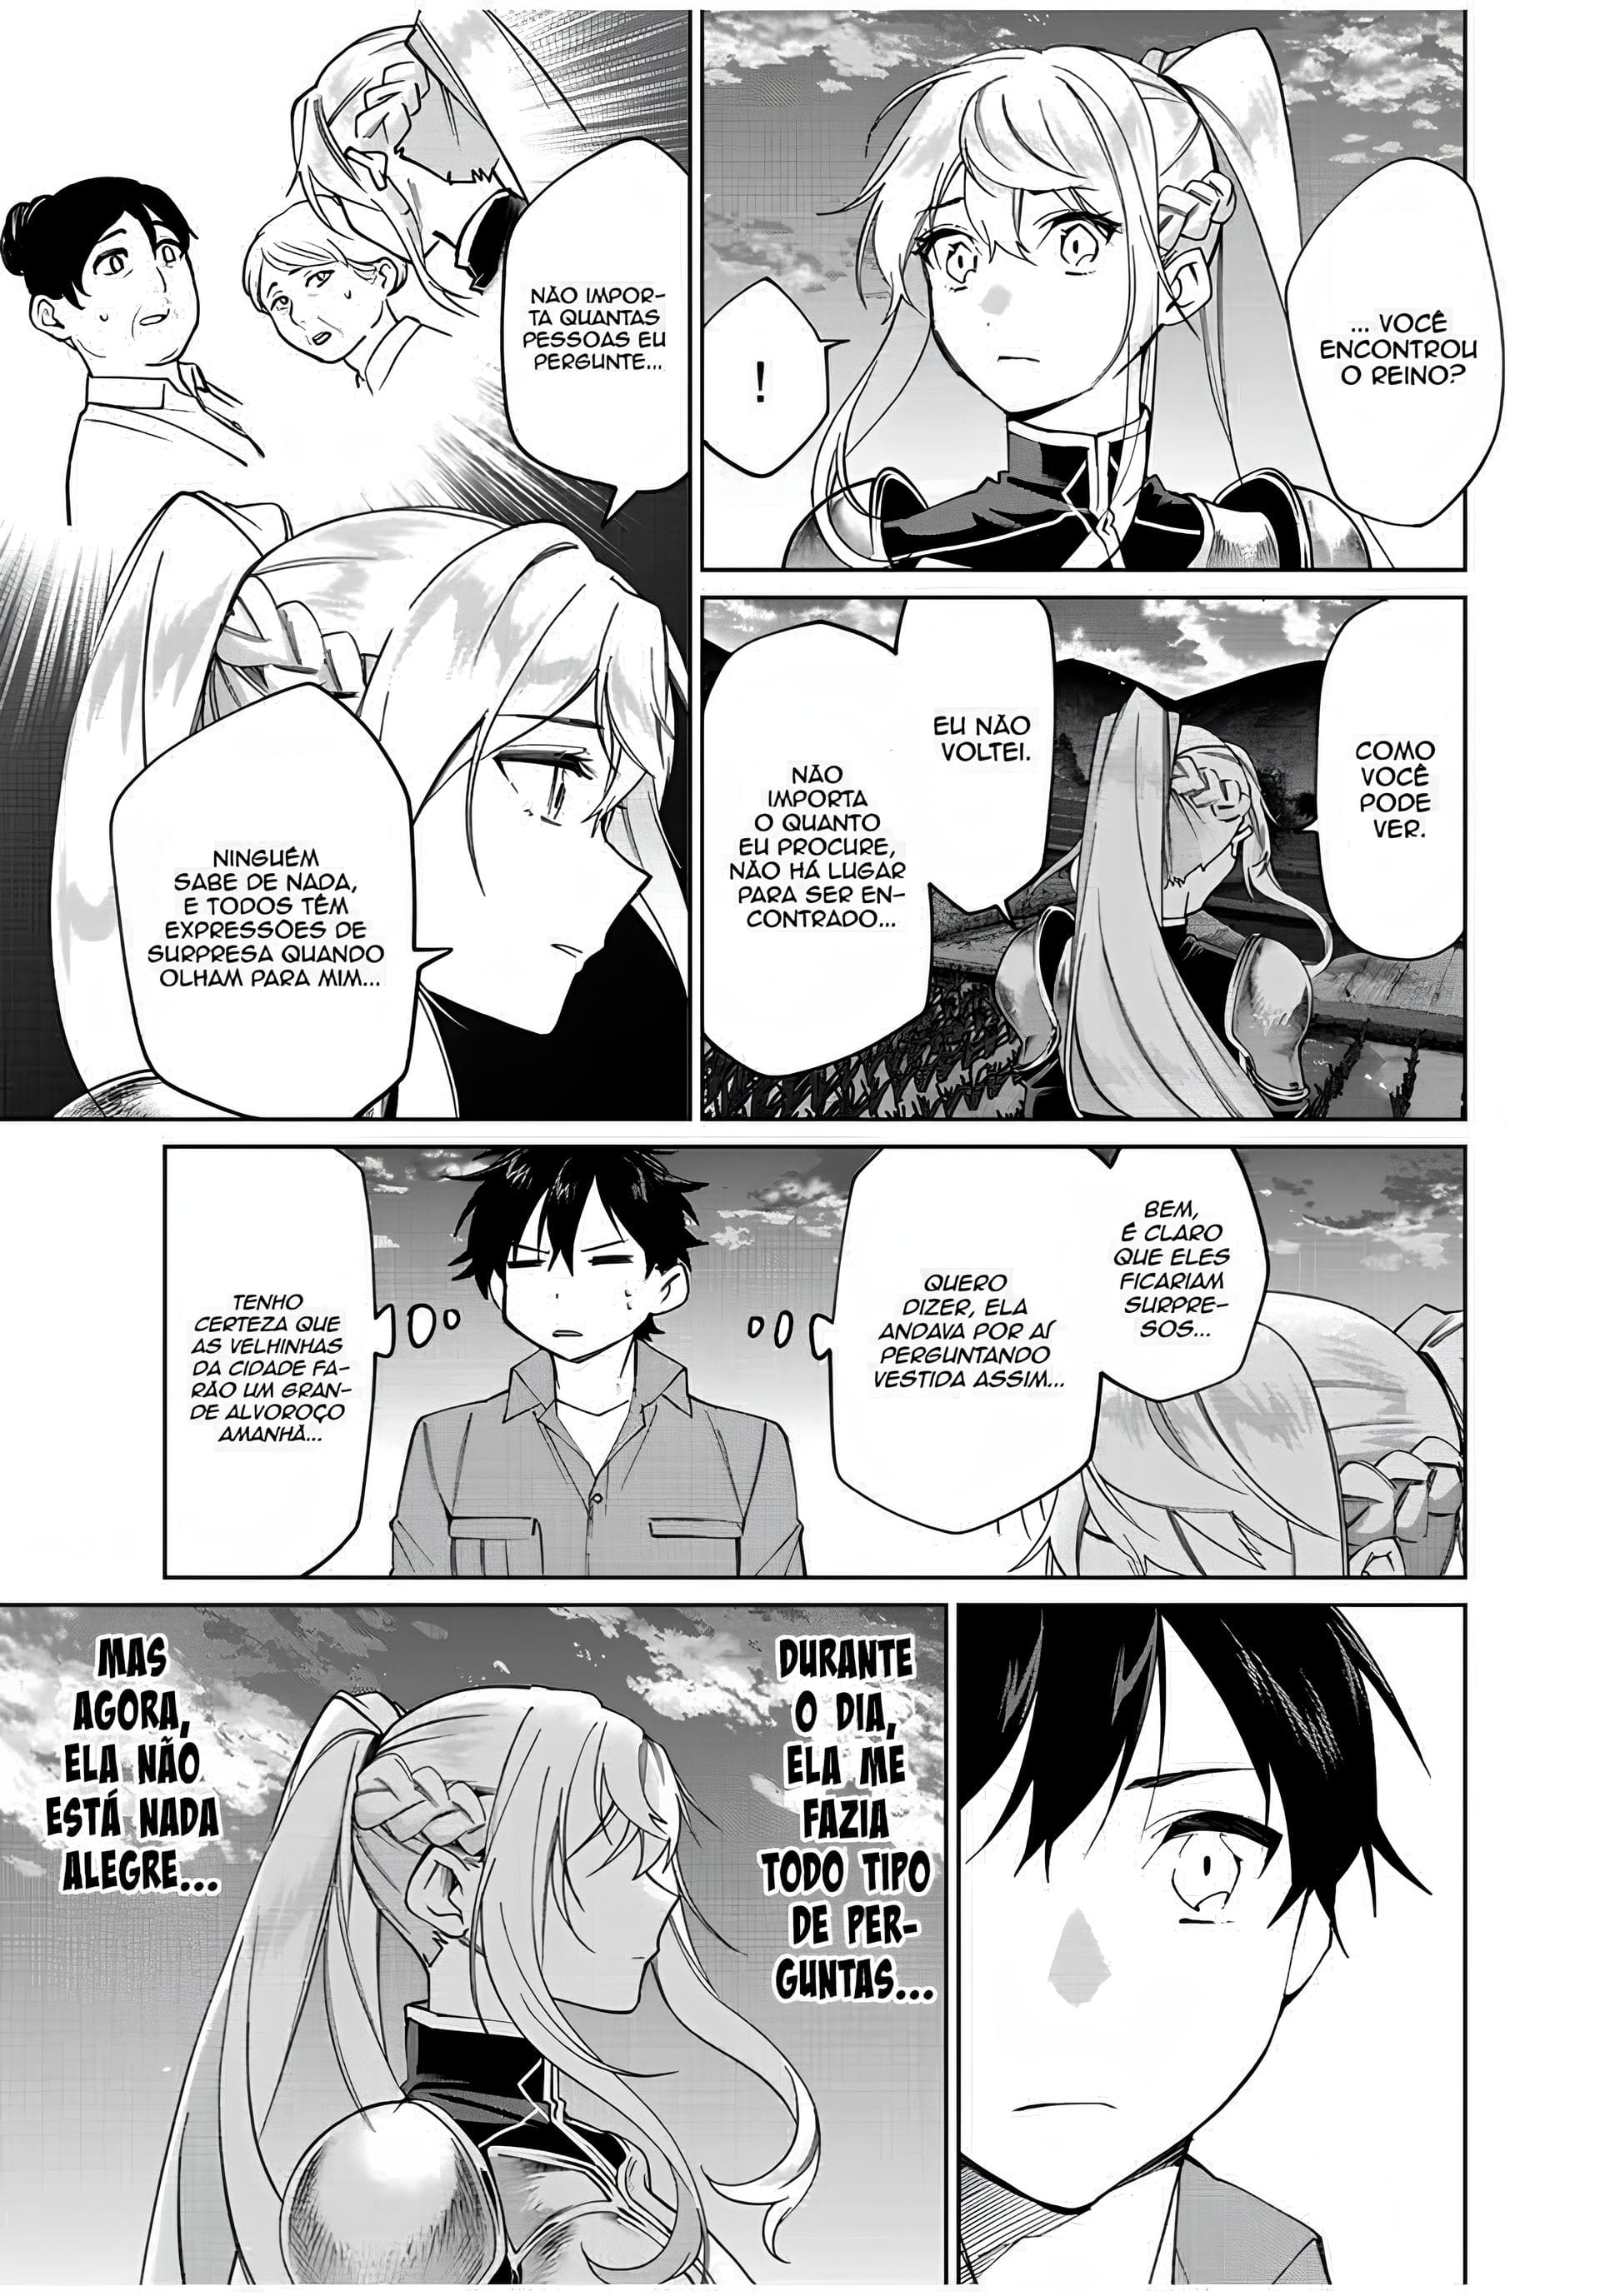 ... VOCÊ
ENCONTROU
O REINO?
!
COMO
VOCÊ
PODE
VER.
EU NÃO
VOLTEI.
NÃO
IMPORTA
O QUANTO
EU PROCURE,
NÃO HÁ LUGAR
PARA SER EN-
CONTRADO...
NÃO IMPOR-
TA QUANTAS
PESSOAS EU
PERGUNTE...
NINGUÉM
SABE DE NADA,
E TODOS TÊM
EXPRESSÕES DE
SURPRESA QUANDO
OLHAM PARA MIM...
BEM,
É CLARO
QUE ELES
FICARIAM
SURPRE-
SOS...
QUERO
DIZER, ELA
ANDAVA POR AÍ
PERGUNTANDO
VESTIDA ASSIM...
TENHO
CERTEZA QUE
AS VELHINHAS
DA CIDADE FA-
RÃO UM GRAN-
DE ALVOROÇO
AMANHÃ...
DURANTE
O DIA,
ELA ME
FAZIA
TODO TIPO
DE PER-
GUNTAS...
MAS
AGORA,
ELA NÃO
ESTÁ NADA
ALEGRE...